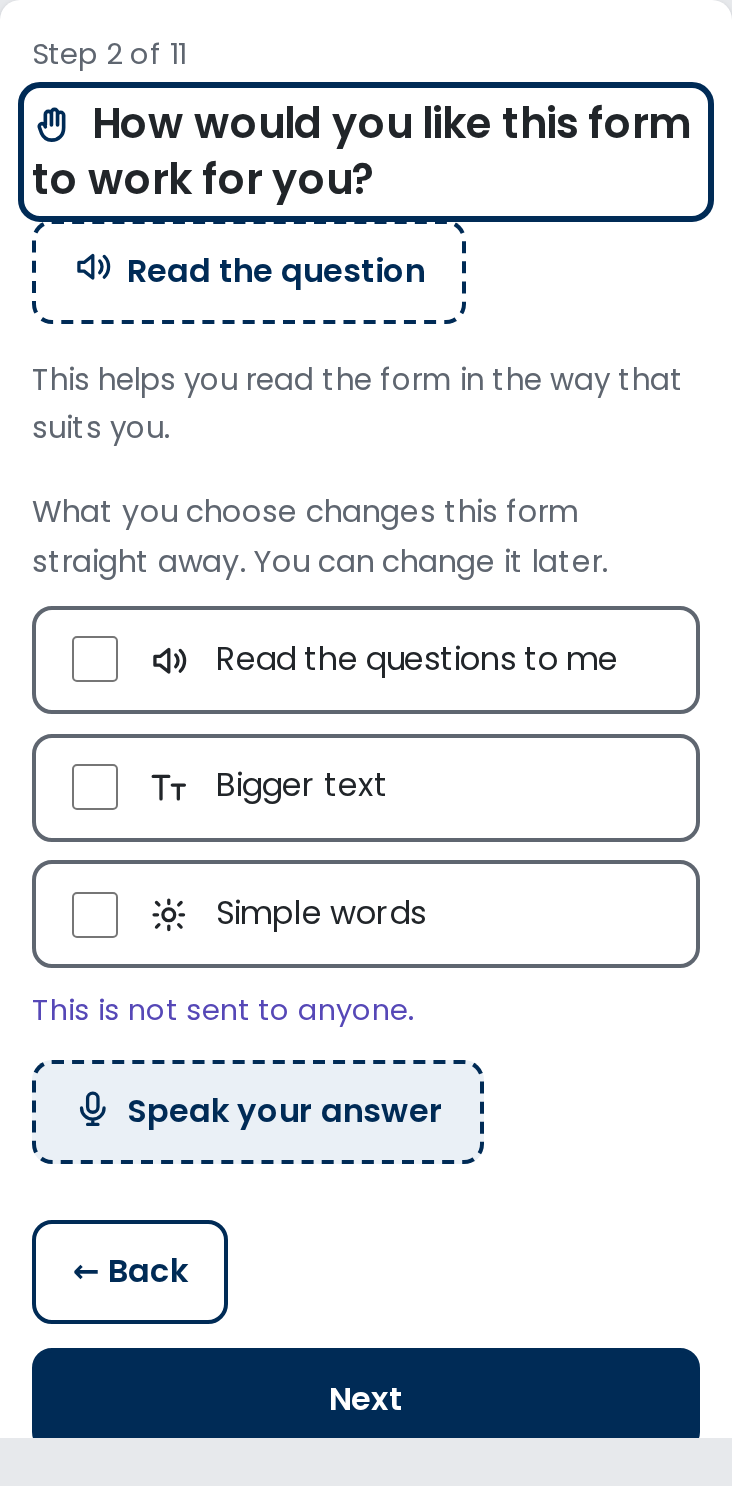 Step 2 of 11
How would you like this form
to work for you?
Read the question
This helps you read the form in the way that
suits you.
What you choose changes this form
straight away. You can change it later.
Read the questions to me
Bigger text
Simple words
This is not sent to anyone.
Speak your answer
← Back
Next